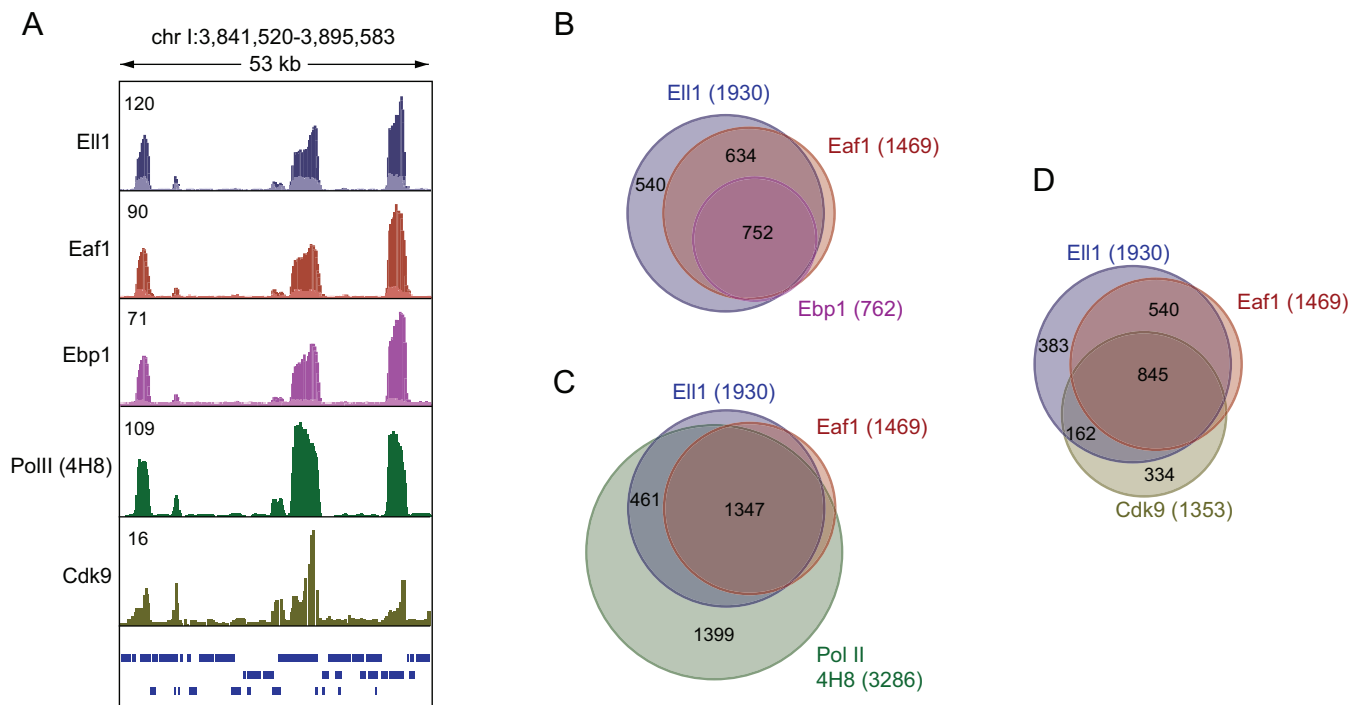 A
chr I:3,841,520-3,895,583
53 kb
120
Ell1
90
Eaf1
71
Ebp1
109
PolII (4H8)
16
Cdk9
B
Ell1 (1930)
Eaf1 (1469)
634
540
752
Ebp1 (762)
C
Ell1 (1930)
Eaf1 (1469)
461
1347
1399
Pol II
4H8 (3286)
D
Ell1 (1930)
Eaf1 (1469)
540
383
845
162
334
Cdk9 (1353)